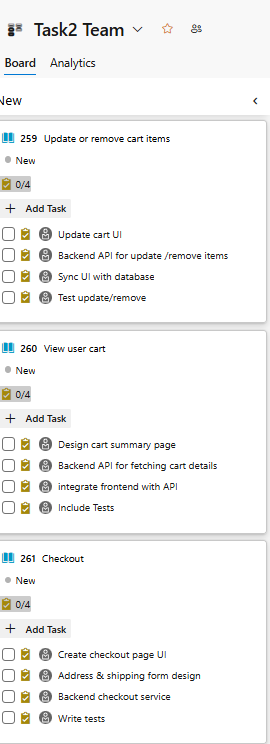 Task2 Team
Board Analytics
New
259 Update or remove cart items
New
0/4
+ Add Task
Update cart UI
Backend API for update /remove items
Sync UI with database
Test update/remove
260 View user cart
New
0/4
+ Add Task
Design cart summary page
Backend API for fetching cart details
integrate frontend with API
Include Tests
261 Checkout
New
0/4
+ Add Task
Create checkout page UI
Address & shipping form design
Backend checkout service
Write tests